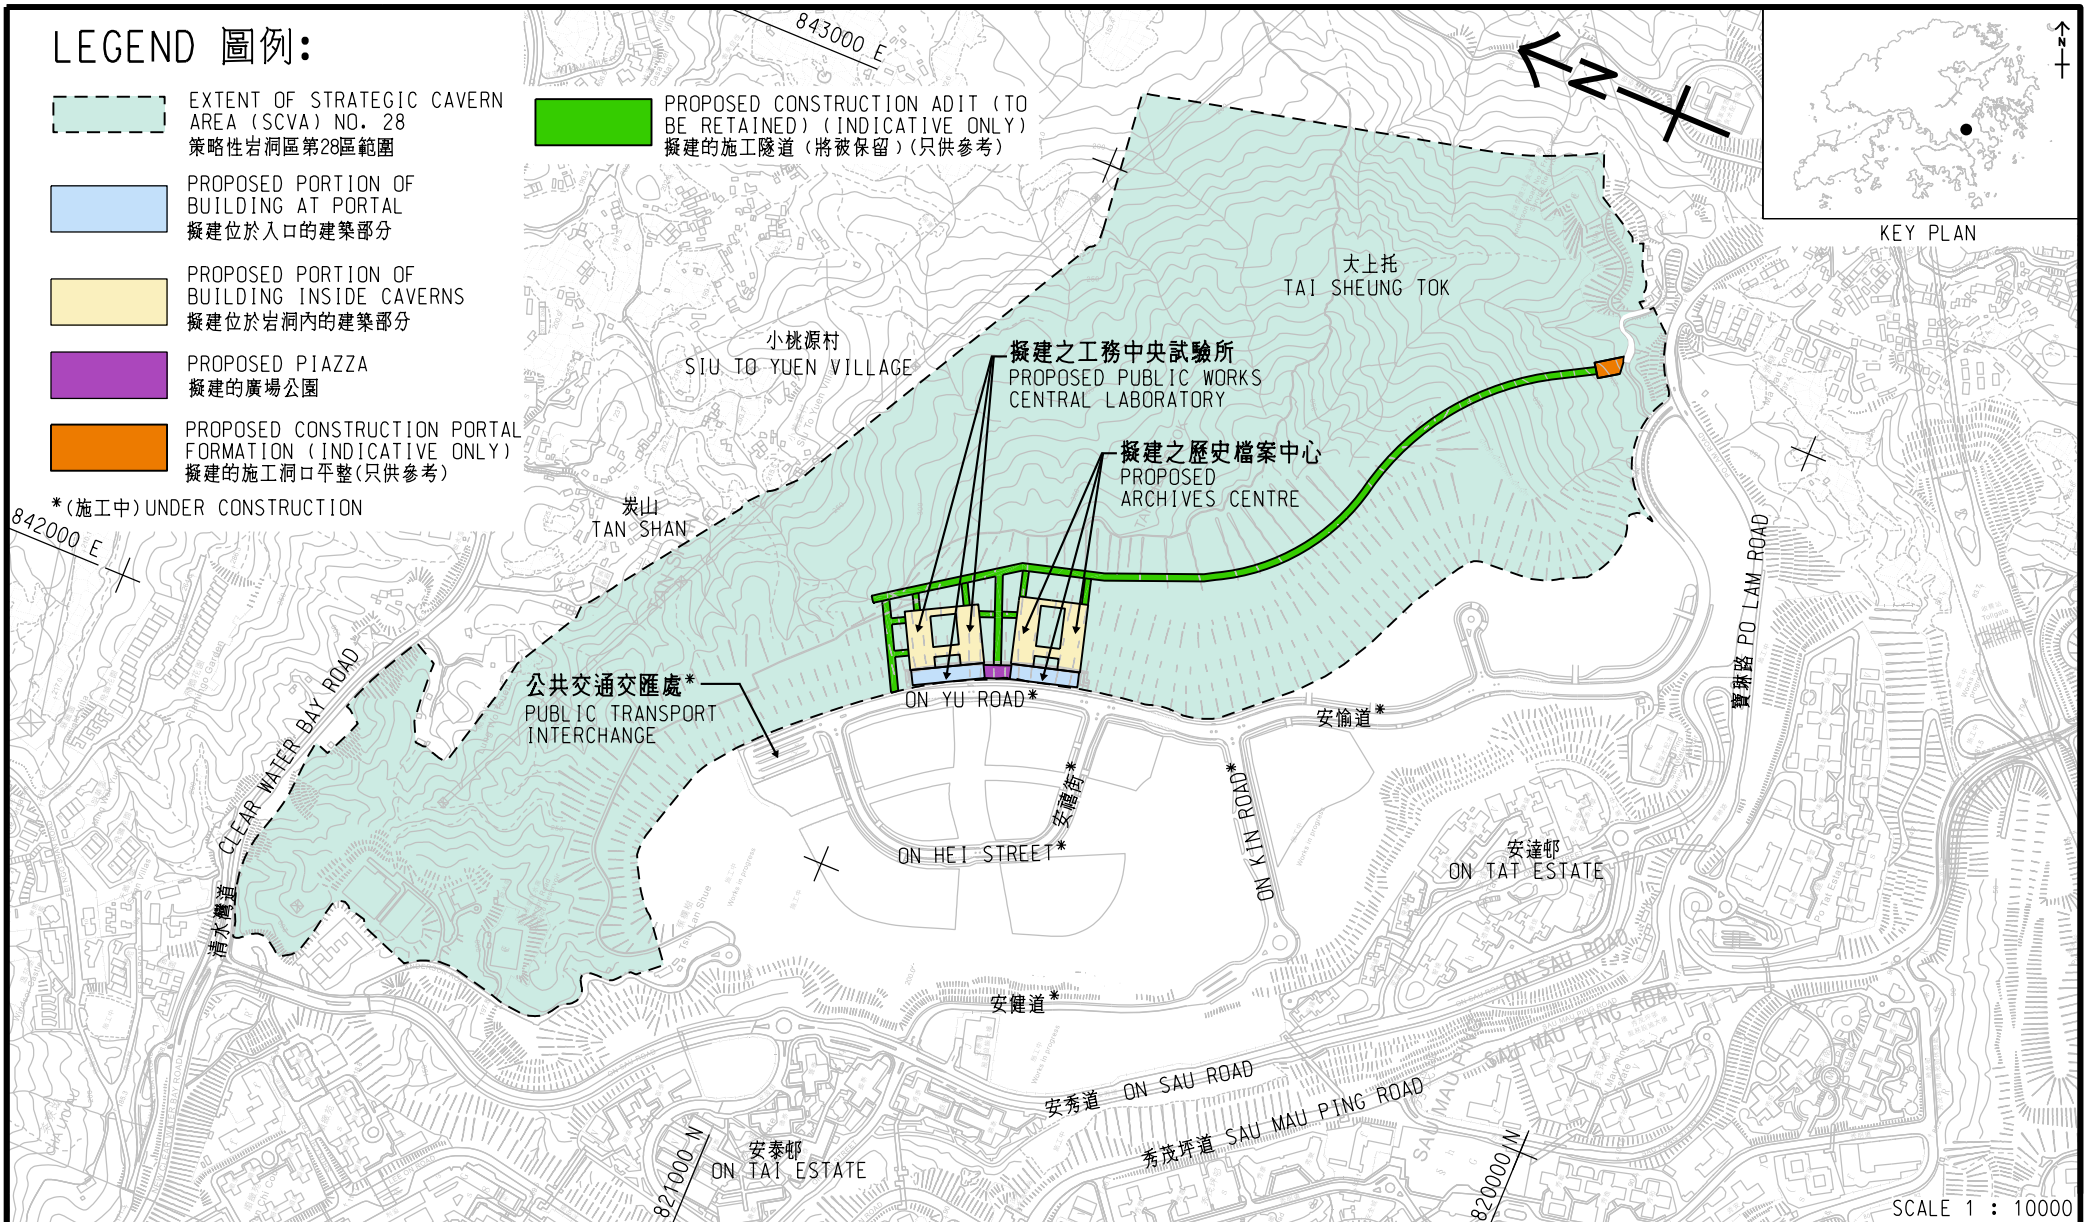 LEGEND 圖例:
EXTENT OF STRATEGIC CAVERN
AREA (SCVA) NO. 28
策略性岩洞區第28區範圍
PROPOSED PORTION OF
BUILDING AT PORTAL
擬建位於入口的建築部分
PROPOSED PORTION OF
BUILDING INSIDE CAVERNS
擬建位於岩洞內的建築部分
PROPOSED PIAZZA
擬建的廣場公園
PROPOSED CONSTRUCTION PORTAL
FORMATION (INDICATIVE ONLY)
擬建的施工洞口平整(只供參考)
*(施工中)UNDER CONSTRUCTION
PROPOSED CONSTRUCTION ADIT (TO
BE RETAINED) (INDICATIVE ONLY)
擬建的施工隧道(將被保留)(只供參考)
843000 E
N
N
KEY PLAN
大上托
TAI SHEUNG TOK
小桃源村
SIU TO YUEN VILLAGE
擬建之工務中央試驗所
PROPOSED PUBLIC WORKS
CENTRAL LABORATORY
擬建之歷史檔案中心
PROPOSED
ARCHIVES CENTRE
炭山
TAN SHAN
842000 E
公共交通交匯處*
PUBLIC TRANSPORT
INTERCHANGE
ON YU ROAD*
安愉道*
寶琳路 PO LAM ROAD
清水灣道 CLEAR WATER BAY ROAD
安禧街*
ON HEI STREET*
ON KIN ROAD*
安達邨
ON TAT ESTATE
安健道*
ON SAU ROAD
SAU MAU PING ROAD
安秀道 ON SAU ROAD
秀茂坪道 SAU MAU PING ROAD
安泰邨
ON TAI ESTATE
821000 N
820000 N
SCALE 1 : 10000